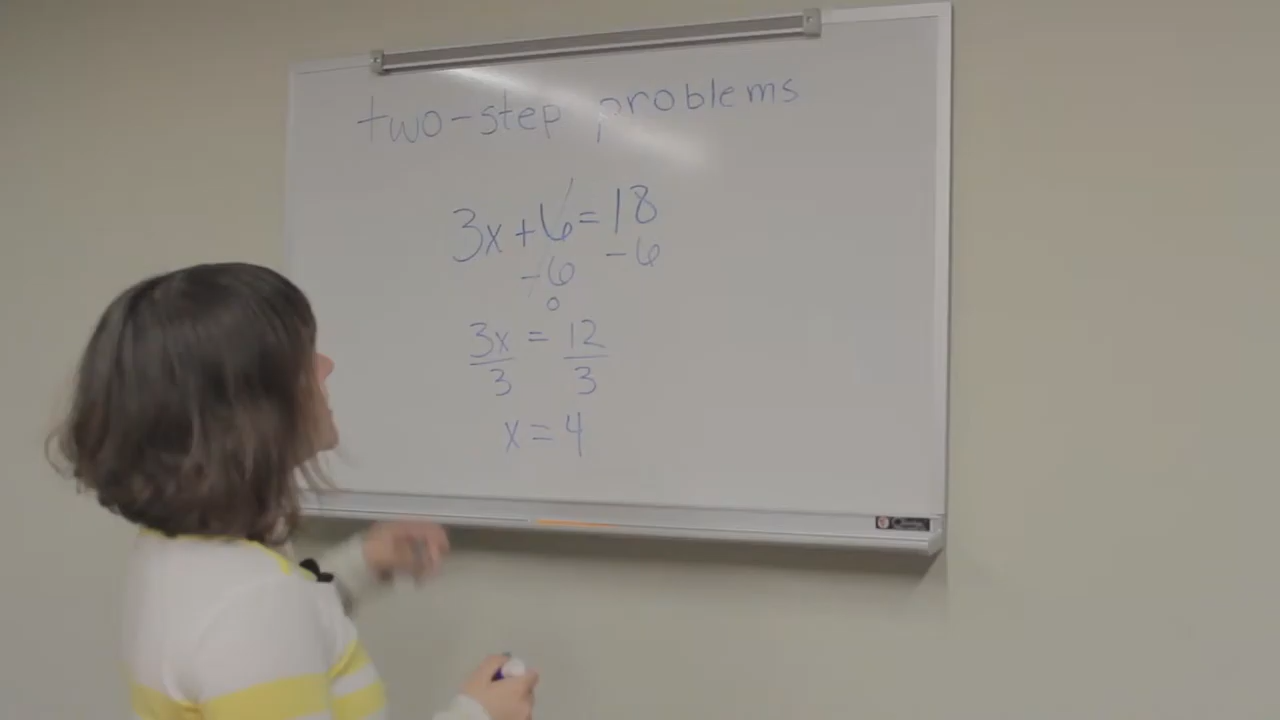 two-step problems
3x + 6 = 18
-6 -6
0
3x = 12
3 3
x = 4